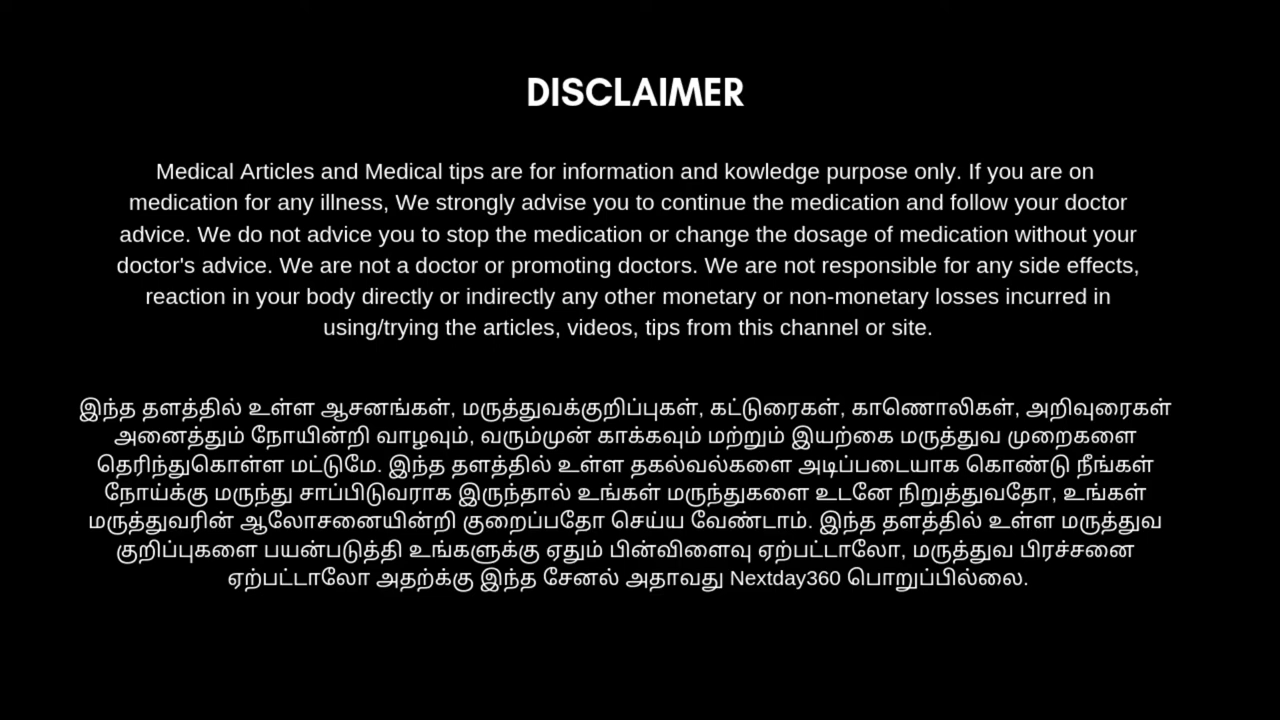 DISCLAIMER
Medical Articles and Medical tips are for information and kowledge purpose only. If you are on
medication for any illness, We strongly advise you to continue the medication and follow your doctor
advice. We do not advice you to stop the medication or change the dosage of medication without your
doctor's advice. We are not a doctor or promoting doctors. We are not responsible for any side effects,
reaction in your body directly or indirectly any other monetary or non-monetary losses incurred in
using/trying the articles, videos, tips from this channel or site.
இந்த தளத்தில் உள்ள ஆசனங்கள், மருத்துவக்குறிப்புகள், கட்டுரைகள், காணொலிகள், அறிவுரைகள்
அனைத்தும் நோயின்றி வாழவும், வரும்முன் காக்கவும் மற்றும் இயற்கை மருத்துவ முறைகளை
தெரிந்துகொள்ள மட்டுமே. இந்த தளத்தில் உள்ள தகல்வல்களை அடிப்படையாக கொண்டு நீங்கள்
நோய்க்கு மருந்து சாப்பிடுவராக இருந்தால் உங்கள் மருந்துகளை உடனே நிறுத்துவதோ, உங்கள்
மருத்துவரின் ஆலோசனையின்றி குறைப்பதோ செய்ய வேண்டாம். இந்த தளத்தில் உள்ள மருத்துவ
குறிப்புகளை பயன்படுத்தி உங்களுக்கு ஏதும் பின்விளைவு ஏற்பட்டாலோ, மருத்துவ பிரச்சனை
ஏற்பட்டாலோ அதற்க்கு இந்த சேனல் அதாவது Nextday360 பொறுப்பில்லை.